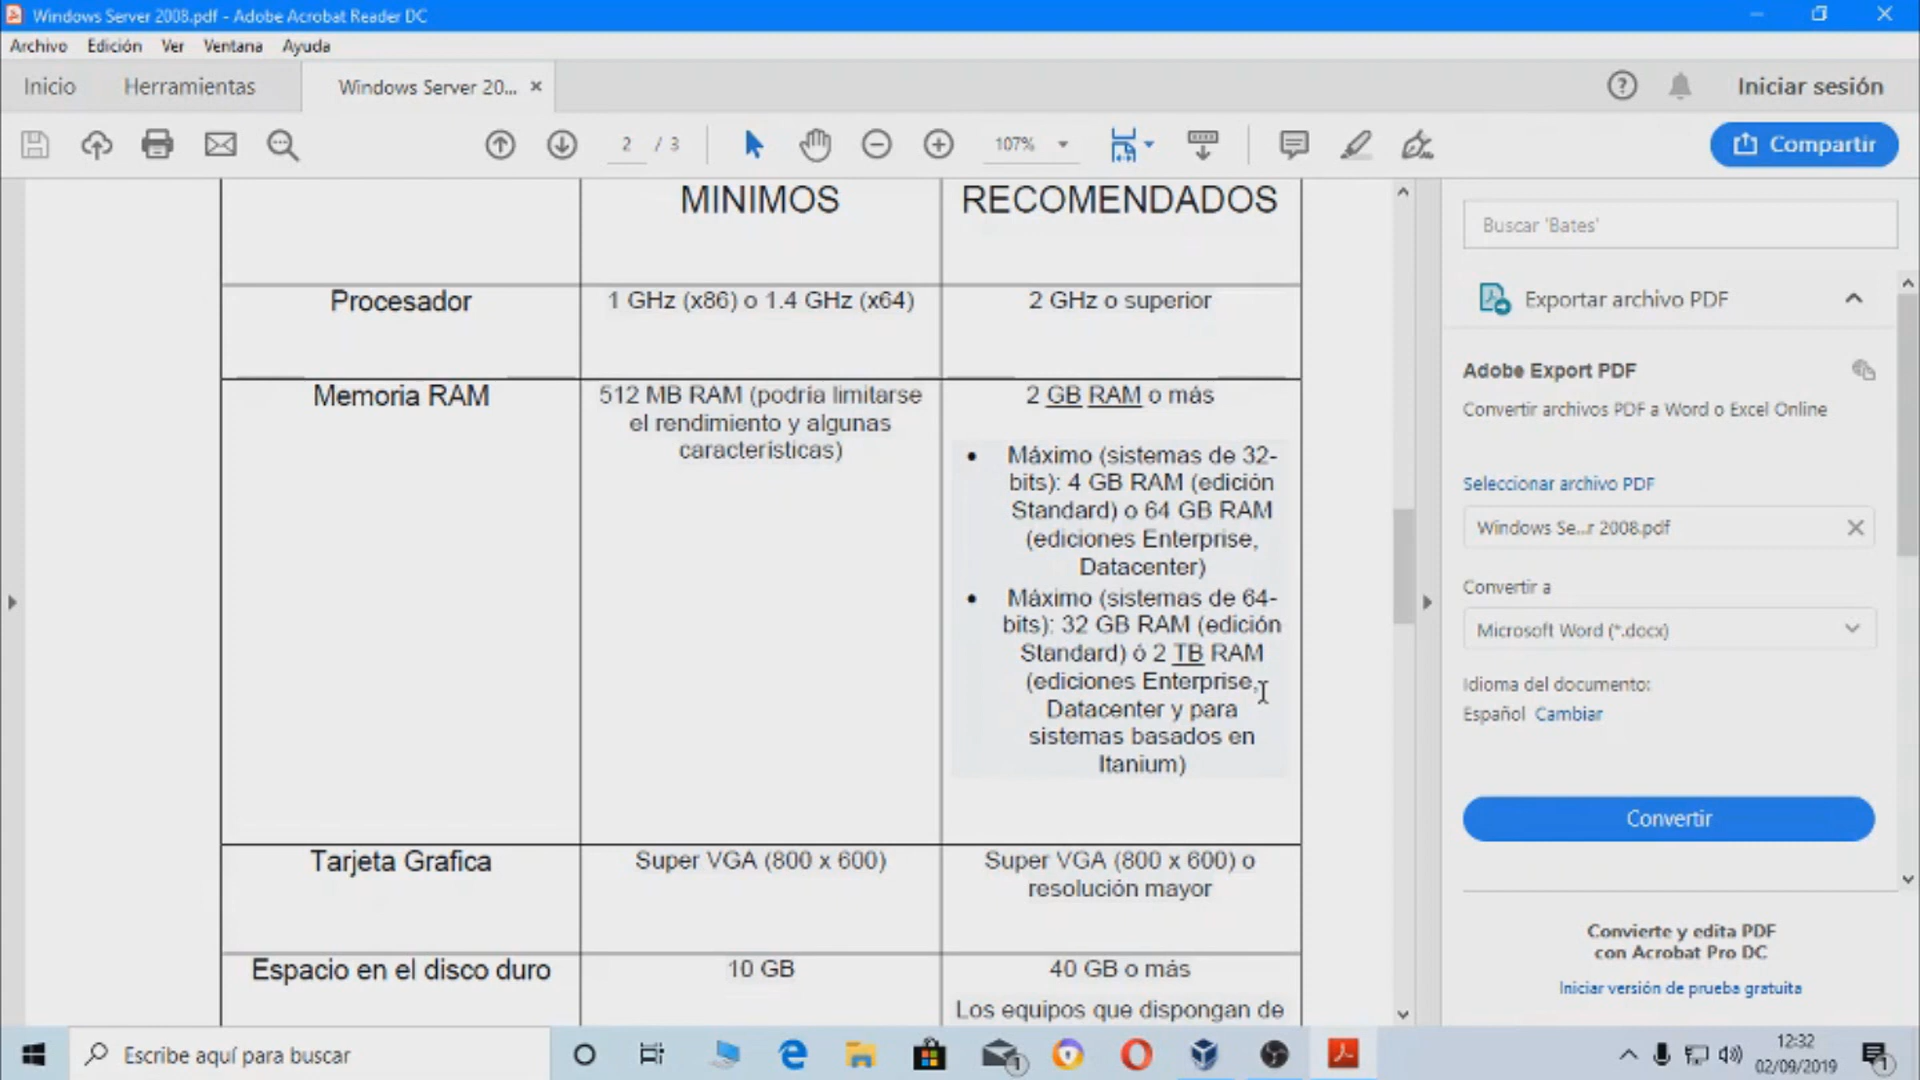 Windows Server 2008.pdf - Adobe Acrobat Reader DC
Archivo Edición Ver Ventana Ayuda
Inicio Herramientas Windows Server 20... × Iniciar sesión
2 / 3 107% Compartir
MINIMOS RECOMENDADOS
Procesador 1 GHz (x86) o 1.4 GHz (x64) 2 GHz o superior
Memoria RAM 512 MB RAM (podría limitarse
el rendimiento y algunas
características)
2 GB RAM o más
• Máximo (sistemas de 32-
bits): 4 GB RAM (edición
Standard) o 64 GB RAM
(ediciones Enterprise,
Datacenter)
• Máximo (sistemas de 64-
bits): 32 GB RAM (edición
Standard) ó 2 TB RAM
(ediciones Enterprise,
Datacenter y para
sistemas basados en
Itanium)
Tarjeta Grafica Super VGA (800 x 600) Super VGA (800 x 600) o
resolución mayor
Espacio en el disco duro 10 GB 40 GB o más
Los equipos que dispongan de
Buscar 'Bates'
Exportar archivo PDF
Adobe Export PDF
Convertir archivos PDF a Word o Excel Online
Seleccionar archivo PDF
Windows Se...r 2008.pdf
Convertir a
Microsoft Word (*.docx)
Idioma del documento:
Español Cambiar
Convertir
Convierte y edita PDF
con Acrobat Pro DC
Iniciar versión de prueba gratuita
Escribe aquí para buscar
1
12:32
02/09/2019
1